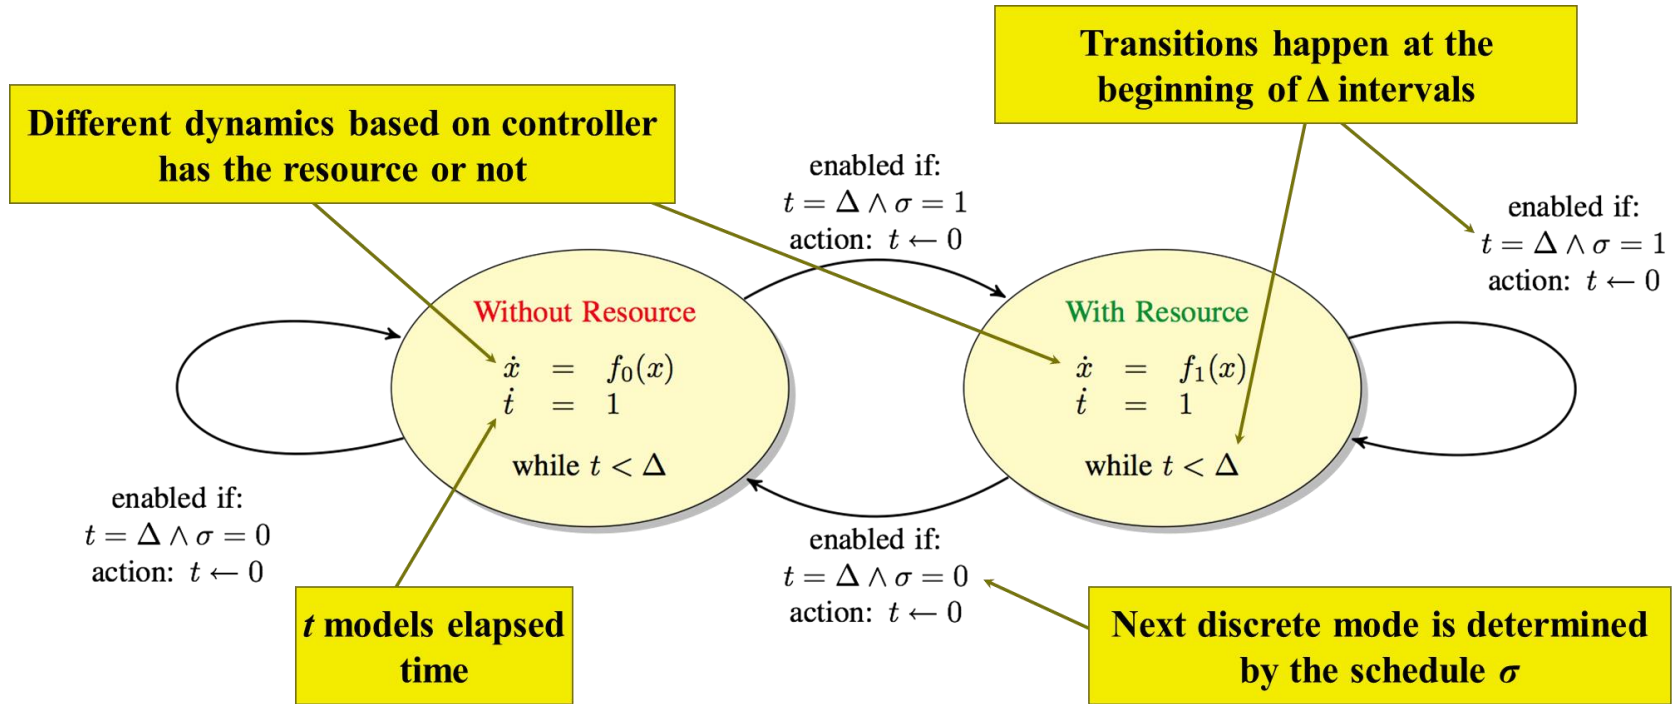 Transitions happen at the
beginning of Δ intervals
Different dynamics based on controller
has the resource or not
enabled if:
t = Δ ∧ σ = 1
action: t ← 0
enabled if:
t = Δ ∧ σ = 1
action: t ← 0
Without Resource
ẋ = f₀(x)
ṫ = 1
while t < Δ
With Resource
ẋ = f₁(x)
ṫ = 1
while t < Δ
enabled if:
t = Δ ∧ σ = 0
action: t ← 0
enabled if:
t = Δ ∧ σ = 0
action: t ← 0
t models elapsed
time
Next discrete mode is determined
by the schedule σ